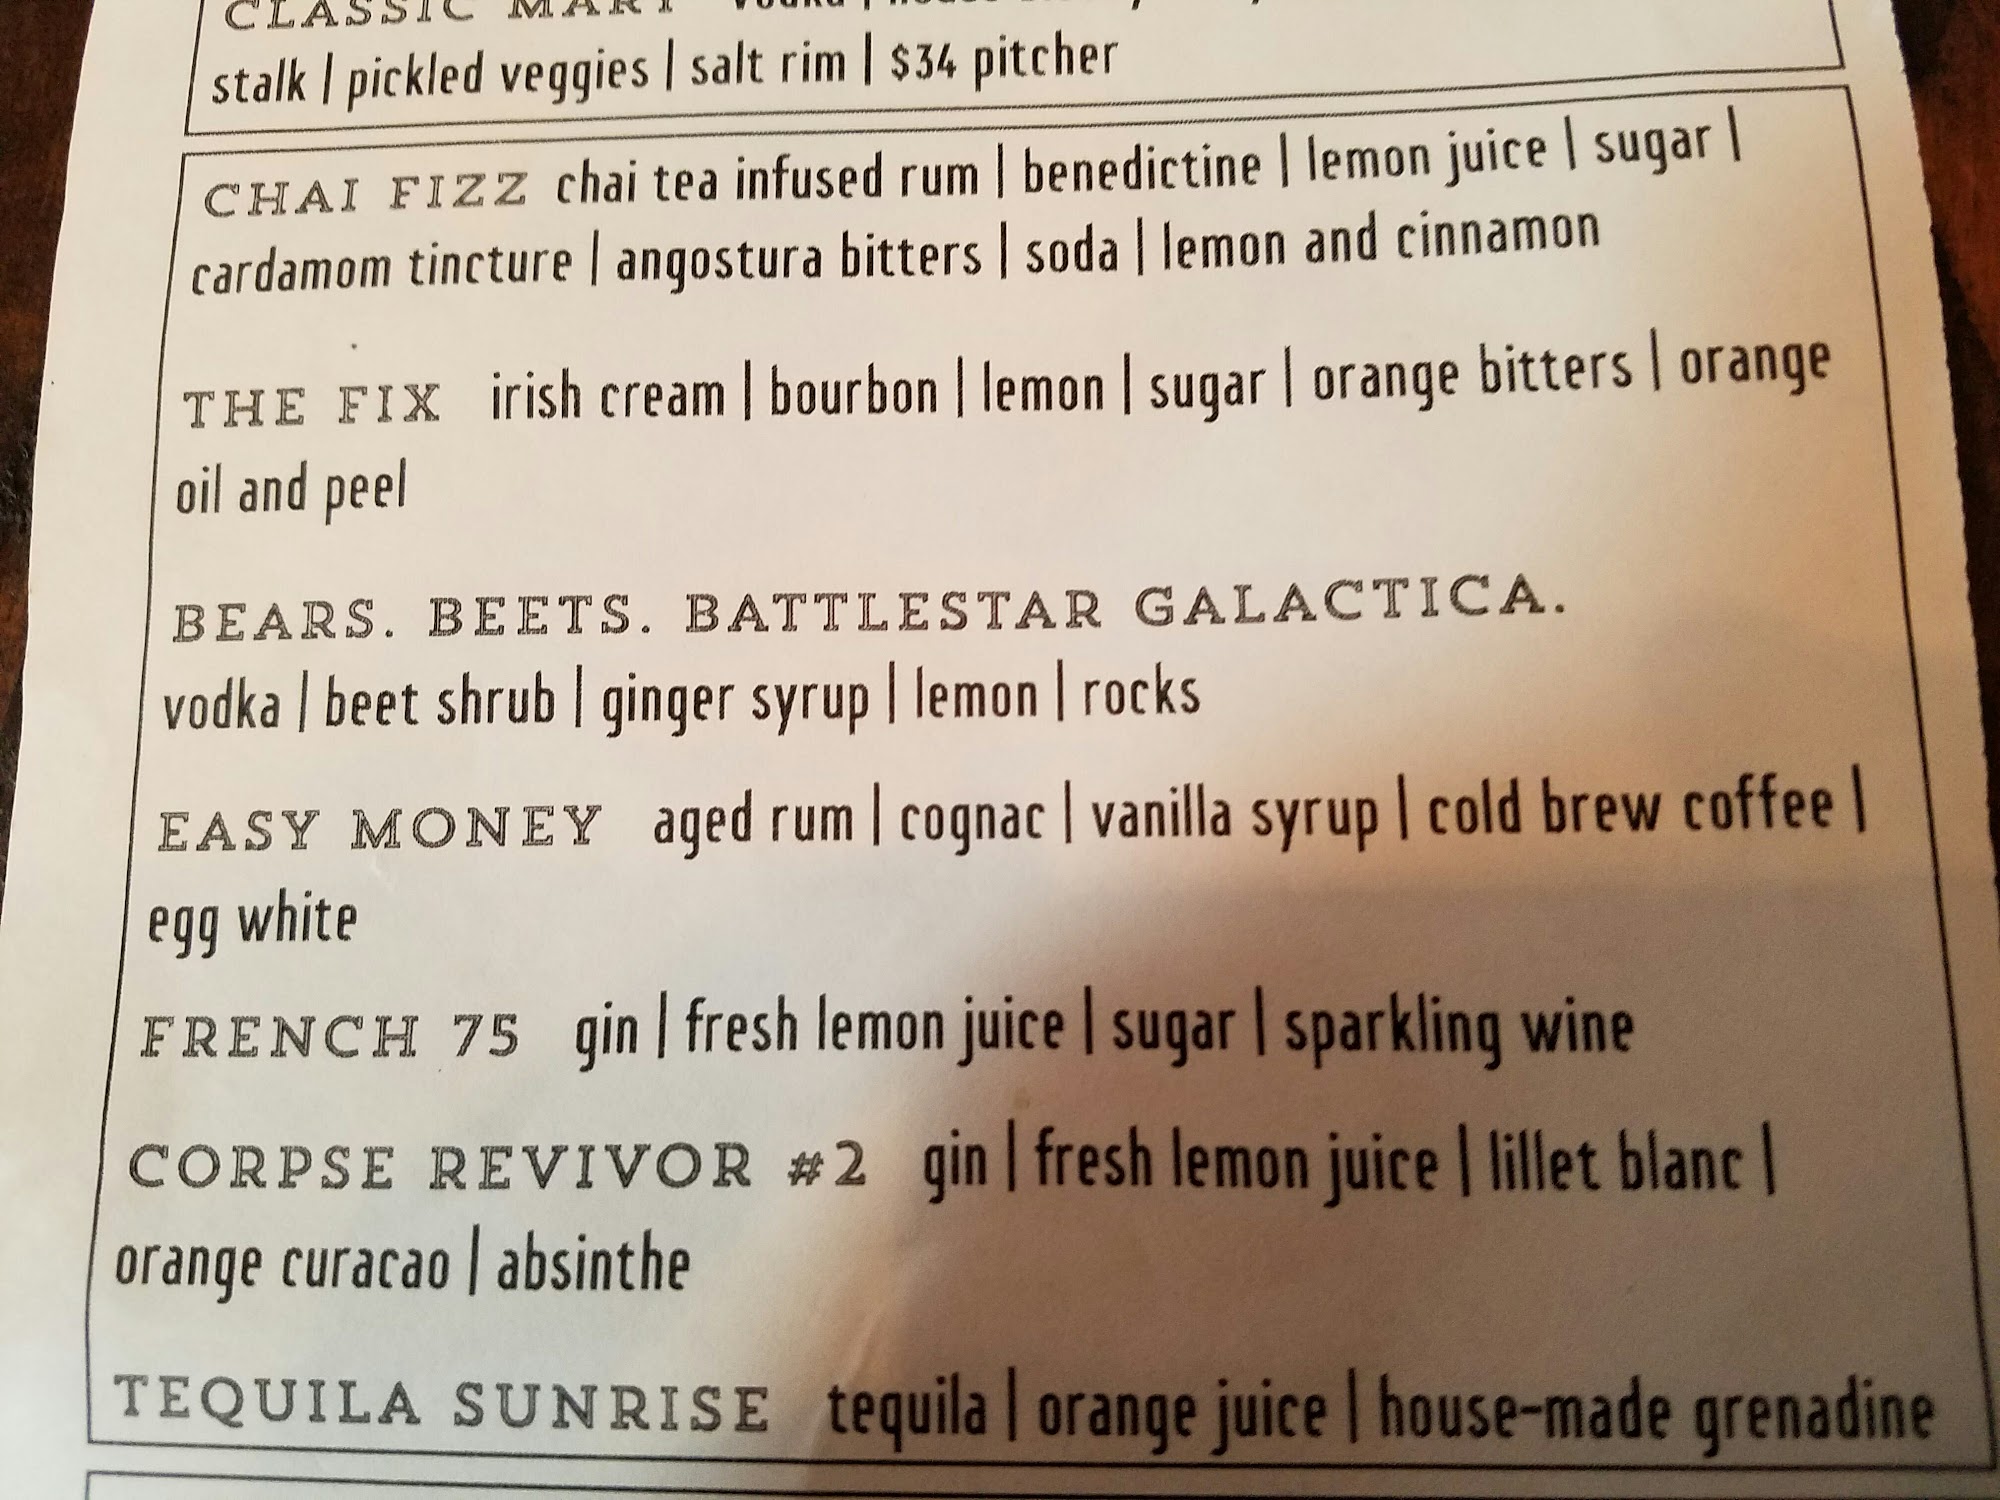 CLASSIC MARY vodka | house
stalk | pickled veggies | salt rim | $34 pitcher
CHAI FIZZ chai tea infused rum | benedictine | lemon juice | sugar |
cardamom tincture | angostura bitters | soda | lemon and cinnamon
THE FIX irish cream | bourbon | lemon | sugar | orange bitters | orange
oil and peel
BEARS. BEETS. BATTLESTAR GALACTICA.
vodka | beet shrub | ginger syrup | lemon | rocks
EASY MONEY aged rum | cognac | vanilla syrup | cold brew coffee |
egg white
FRENCH 75 gin | fresh lemon juice | sugar | sparkling wine
CORPSE REVIVOR #2 gin | fresh lemon juice | lillet blanc |
orange curacao | absinthe
TEQUILA SUNRISE tequila | orange juice | house-made grenadine